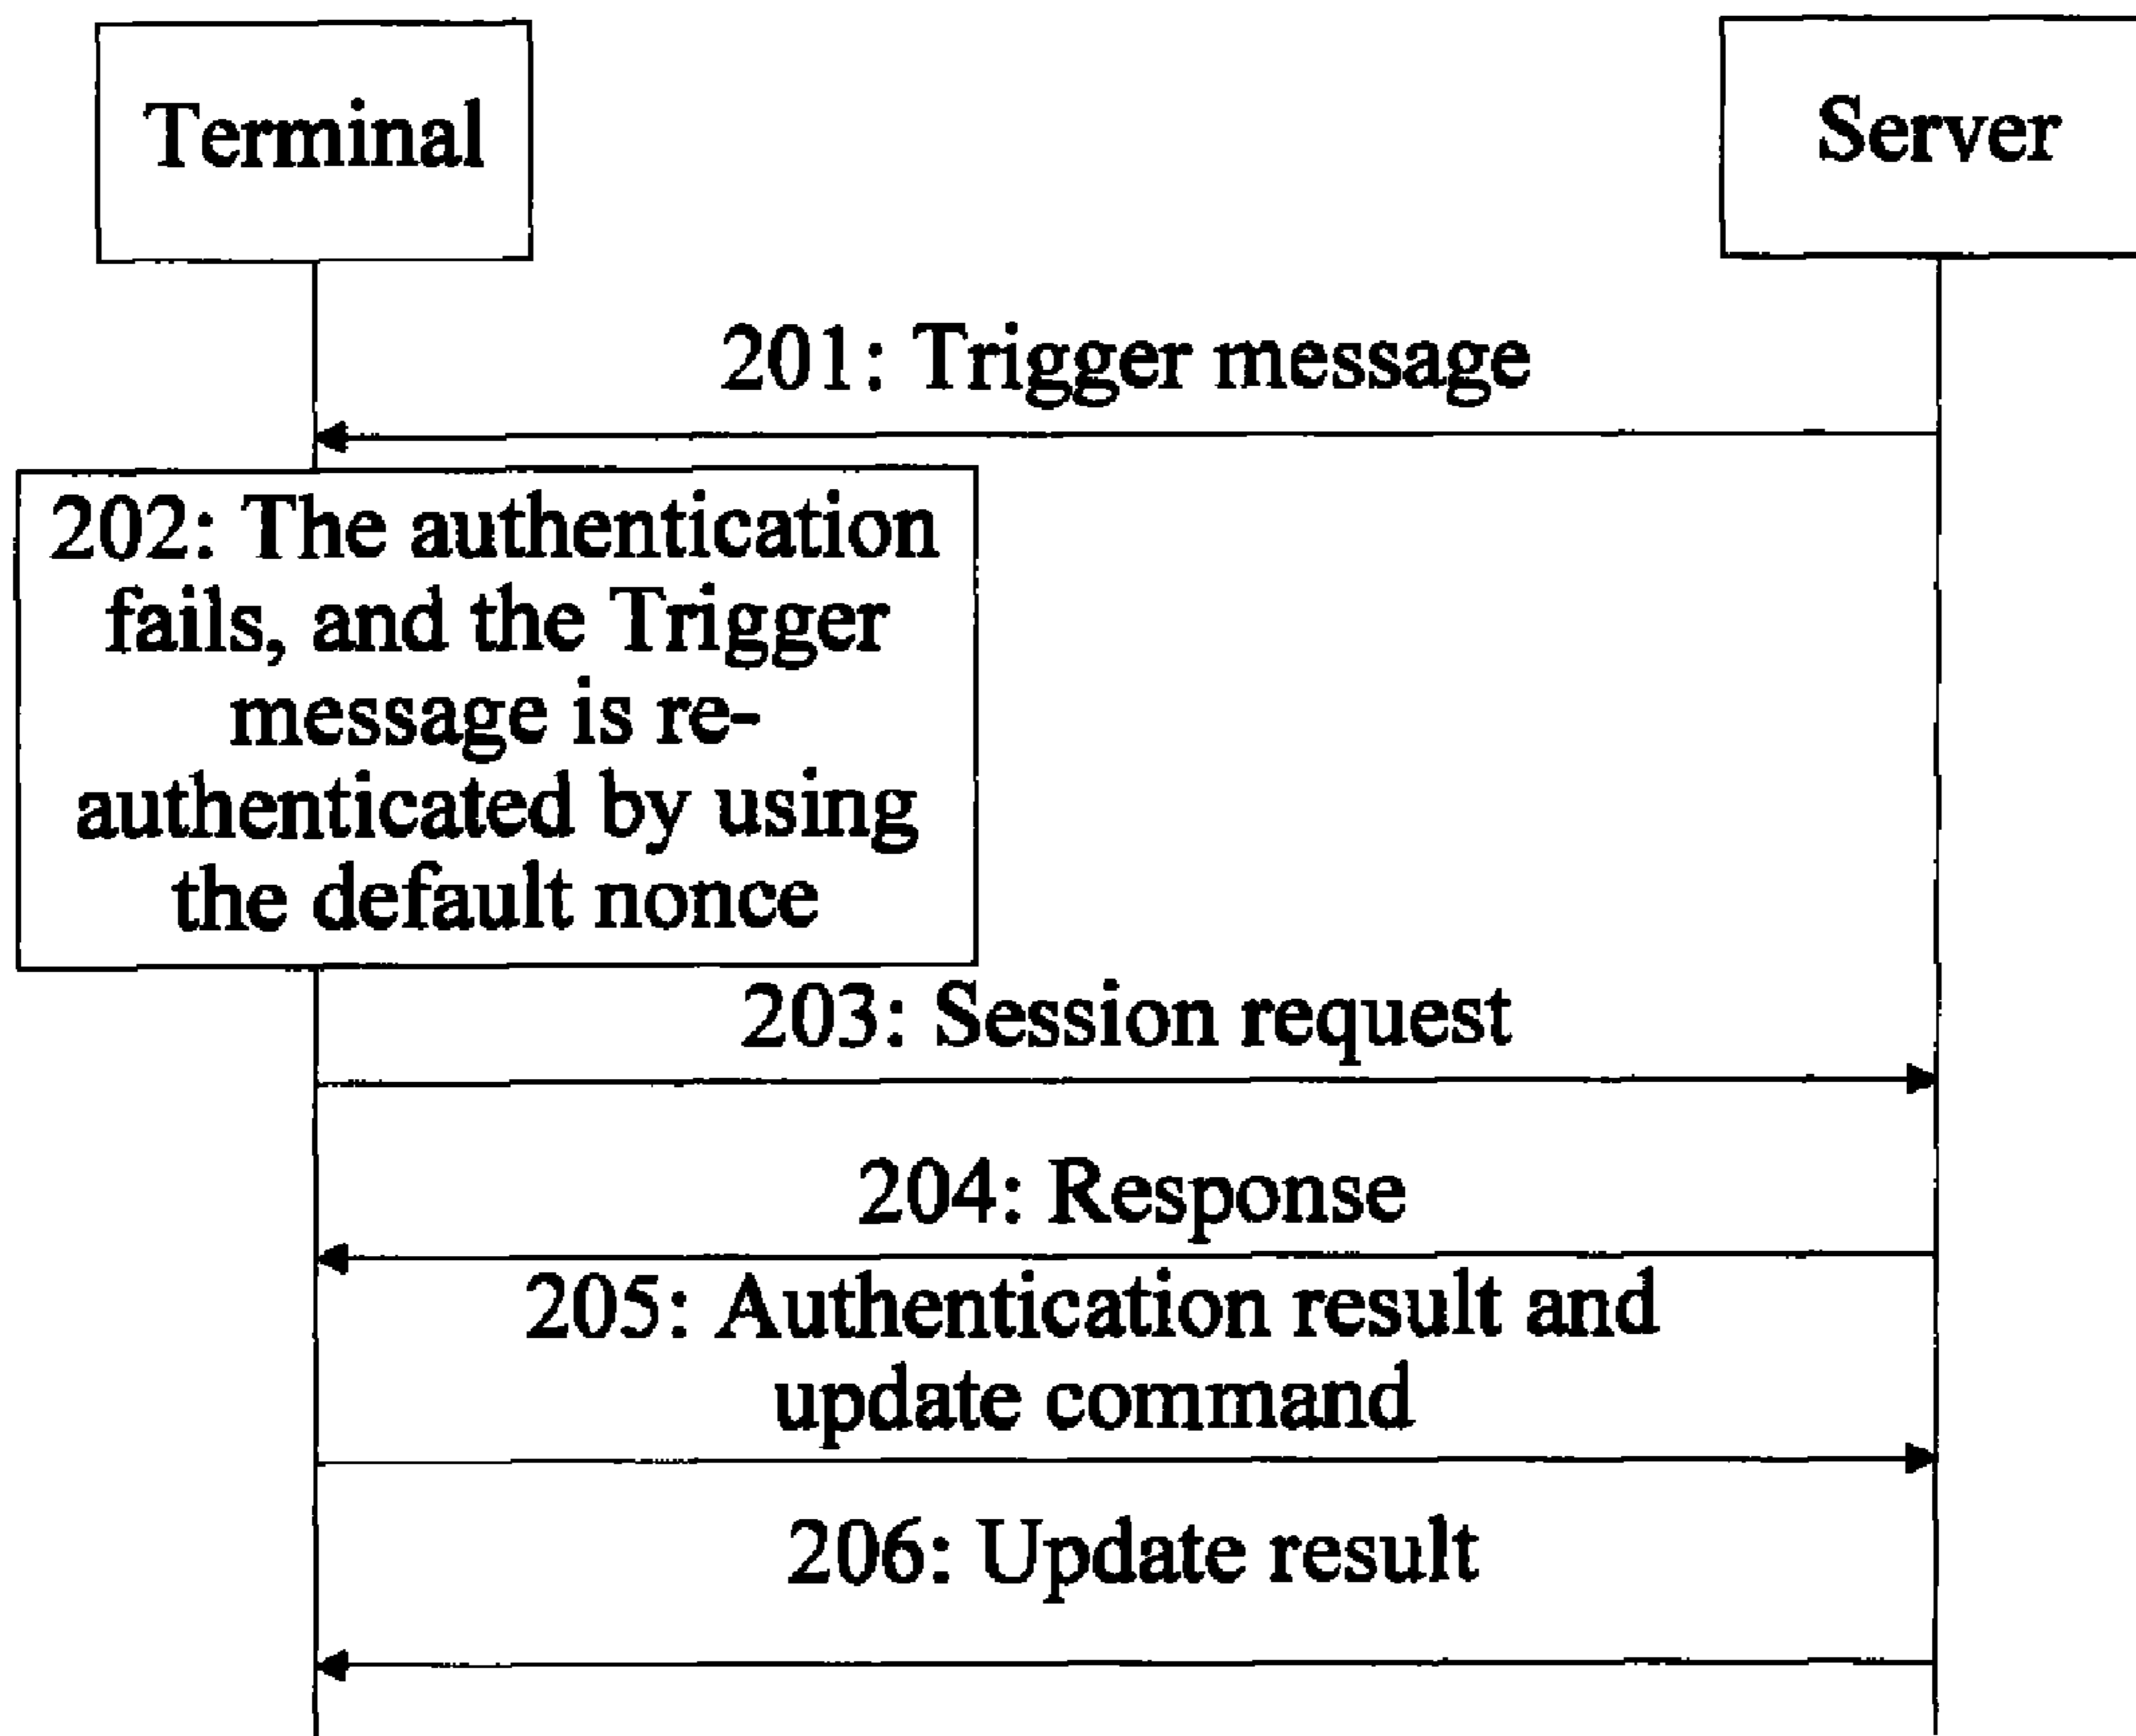 Terminal
Server
201: Trigger message
202: The authentication
fails, and the Trigger
message is re-
authenticated by using
the default nonce
203: Session request
204: Response
205: Authentication result and
update command
206: Update result